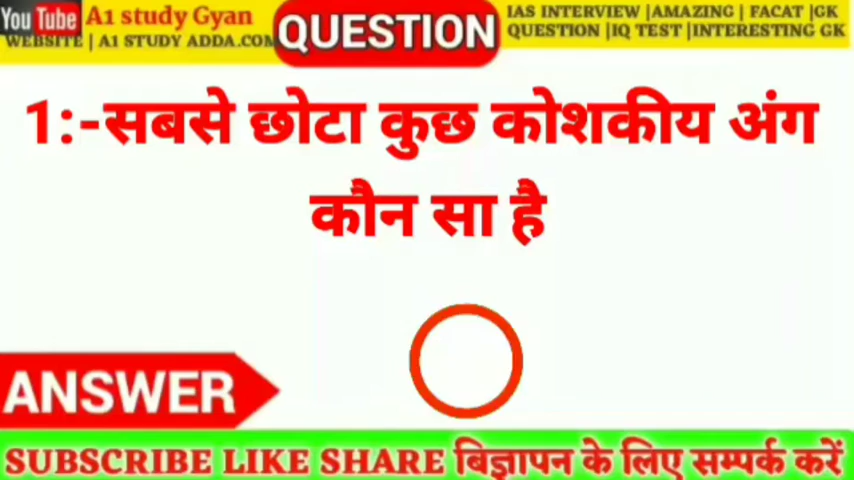 You Tube A1 study Gyan
WEBSITE | A1 STUDY ADDA.COM
QUESTION
IAS INTERVIEW |AMAZING | FACAT |GK
QUESTION |IQ TEST |INTERESTING GK
1:-सबसे छोटा कुछ कोशकीय अंग
कौन सा है
ANSWER
SUBSCRIBE LIKE SHARE बिज्ञापन के लिए सम्पर्क करें